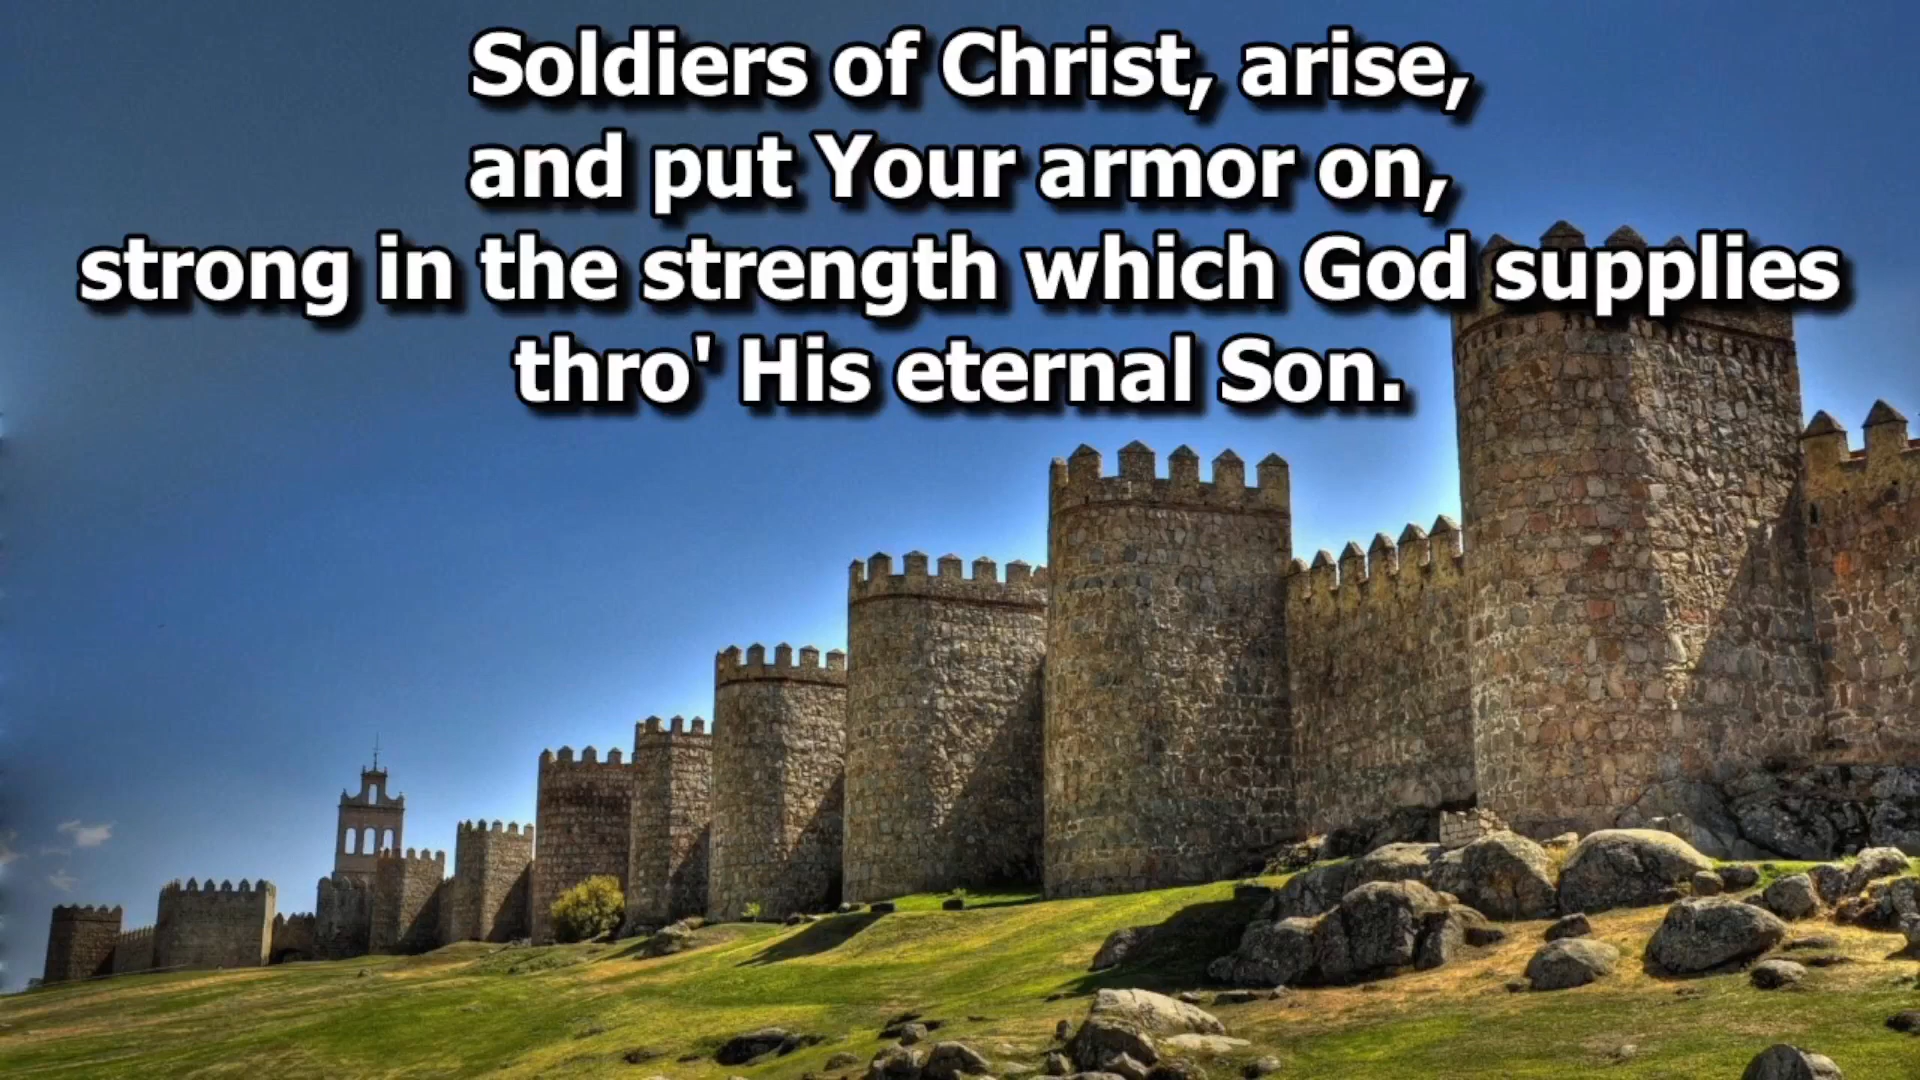 Soldiers of Christ, arise,
and put Your armor on,
strong in the strength which God supplies
thro' His eternal Son.